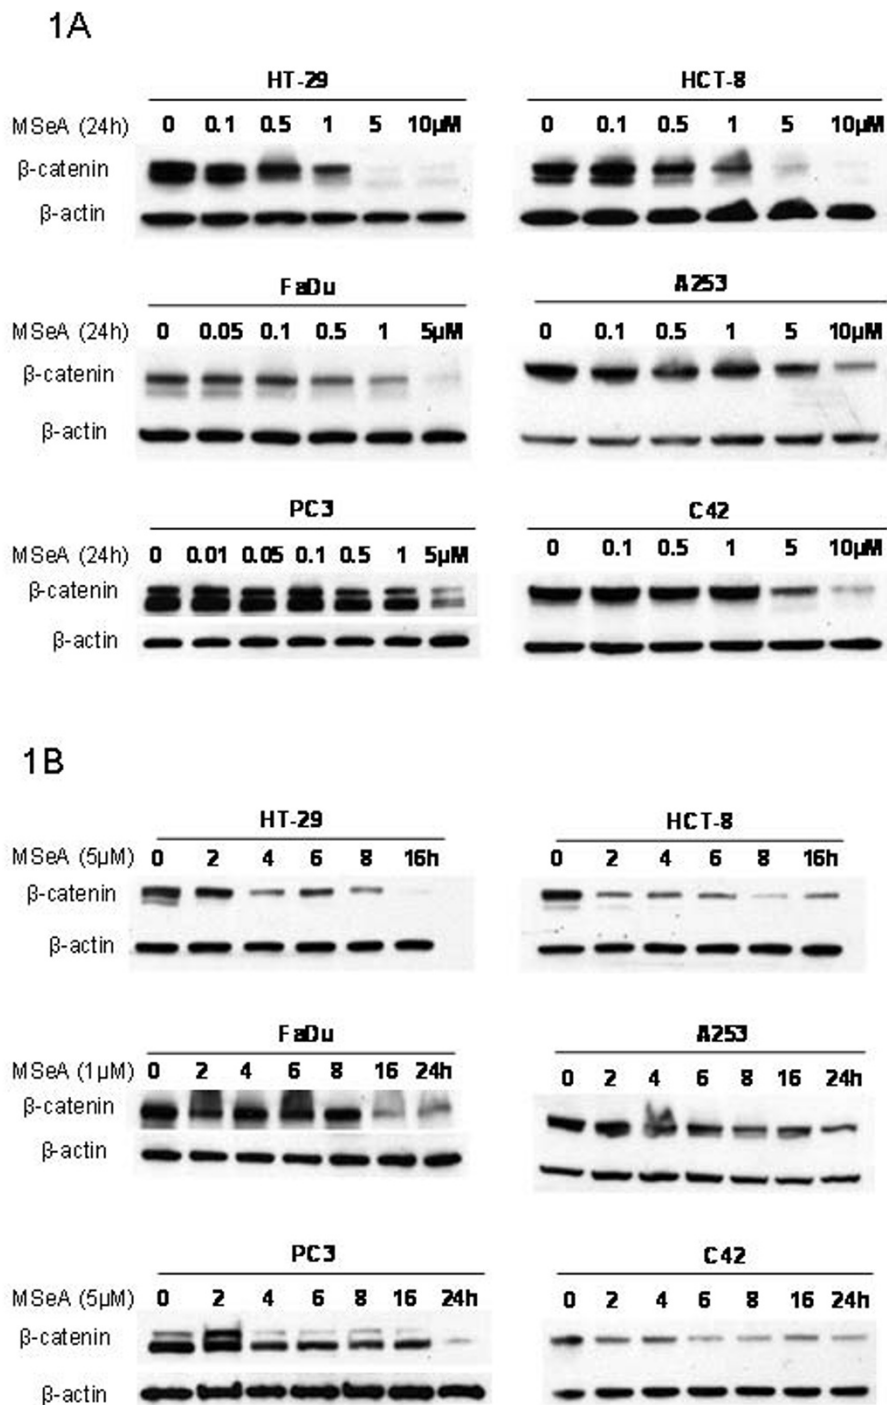 1A
HT-29 HCT-8
MSeA (24h) 0 0.1 0.5 1 5 10µM 0 0.1 0.5 1 5 10µM
β-catenin
β-actin
FaDu A253
MSeA (24h) 0 0.05 0.1 0.5 1 5µM 0 0.1 0.5 1 5 10µM
β-catenin
β-actin
PC3 C42
MSeA (24h) 0 0.01 0.05 0.1 0.5 1 5µM 0 0.1 0.5 1 5 10µM
β-catenin
β-actin
1B
HT-29 HCT-8
MSeA (5µM) 0 2 4 6 8 16h 0 2 4 6 8 16h
β-catenin
β-actin
FaDu A253
MSeA (1µM) 0 2 4 6 8 16 24h 0 2 4 6 8 16 24h
β-catenin
β-actin
PC3 C42
MSeA (5µM) 0 2 4 6 8 16 24h 0 2 4 6 8 16 24h
β-catenin
β-actin